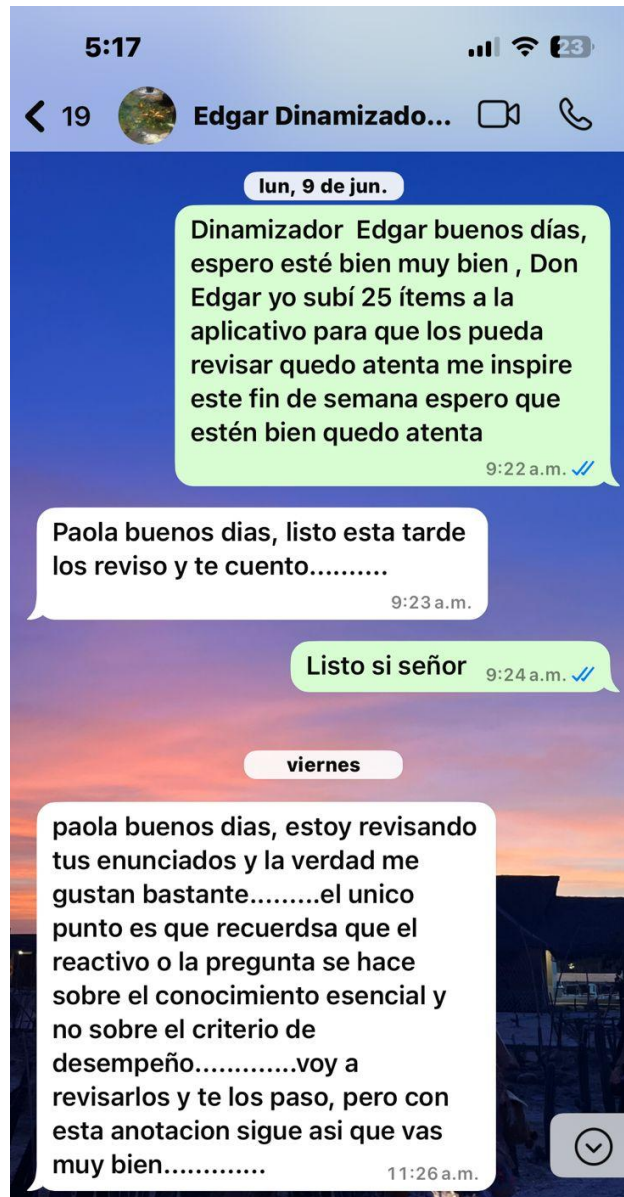 5:17
23
19 Edgar Dinamizado...
lun, 9 de jun.
Dinamizador Edgar buenos días,
espero esté bien muy bien , Don
Edgar yo subí 25 ítems a la
aplicativo para que los pueda
revisar quedo atenta me inspire
este fin de semana espero que
estén bien quedo atenta
9:22 a.m.
Paola buenos dias, listo esta tarde
los reviso y te cuento..........
9:23 a.m.
Listo si señor 9:24 a.m.
viernes
paola buenos dias, estoy revisando
tus enunciados y la verdad me
gustan bastante.........el unico
punto es que recuerdsa que el
reactivo o la pregunta se hace
sobre el conocimiento esencial y
no sobre el criterio de
desempeño.............voy a
revisarlos y te los paso, pero con
esta anotacion sigue asi que vas
muy bien.............
11:26 a.m.